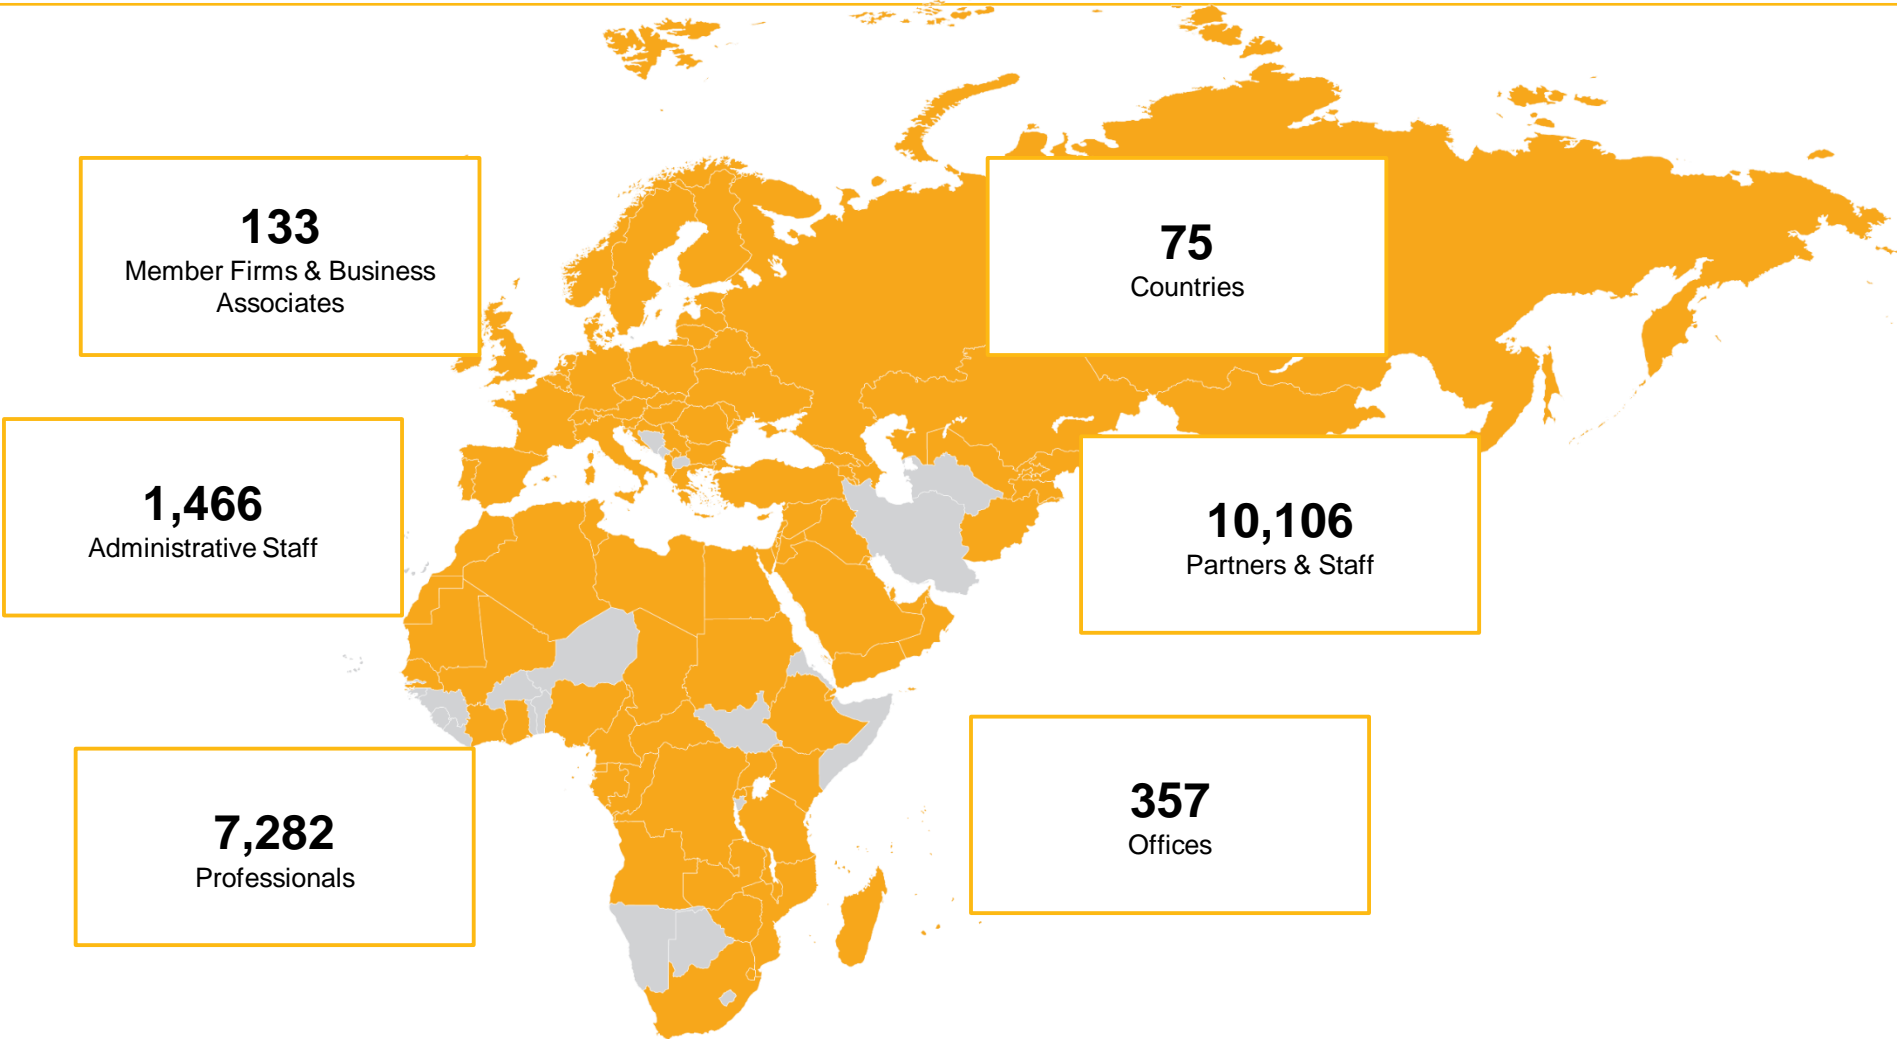 133
Member Firms & Business
Associates
75
Countries
1,466
Administrative Staff
10,106
Partners & Staff
7,282
Professionals
357
Offices